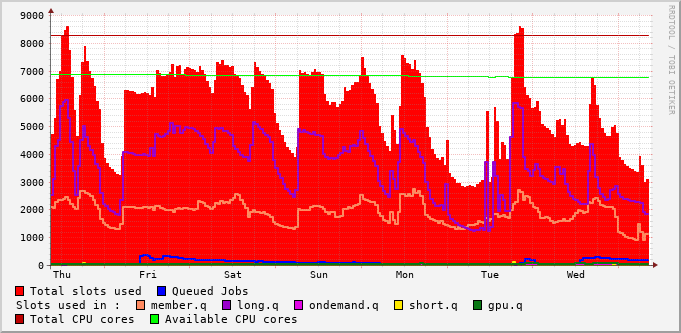 9000
8000
7000
6000
5000
4000
3000
2000
1000
0
Thu Fri Sat Sun Mon Tue Wed
RRDTOOL / TOBI OETIKER
Total slots used Queued Jobs
Slots used in : member.q long.q ondemand.q short.q gpu.q
Total CPU cores Available CPU cores